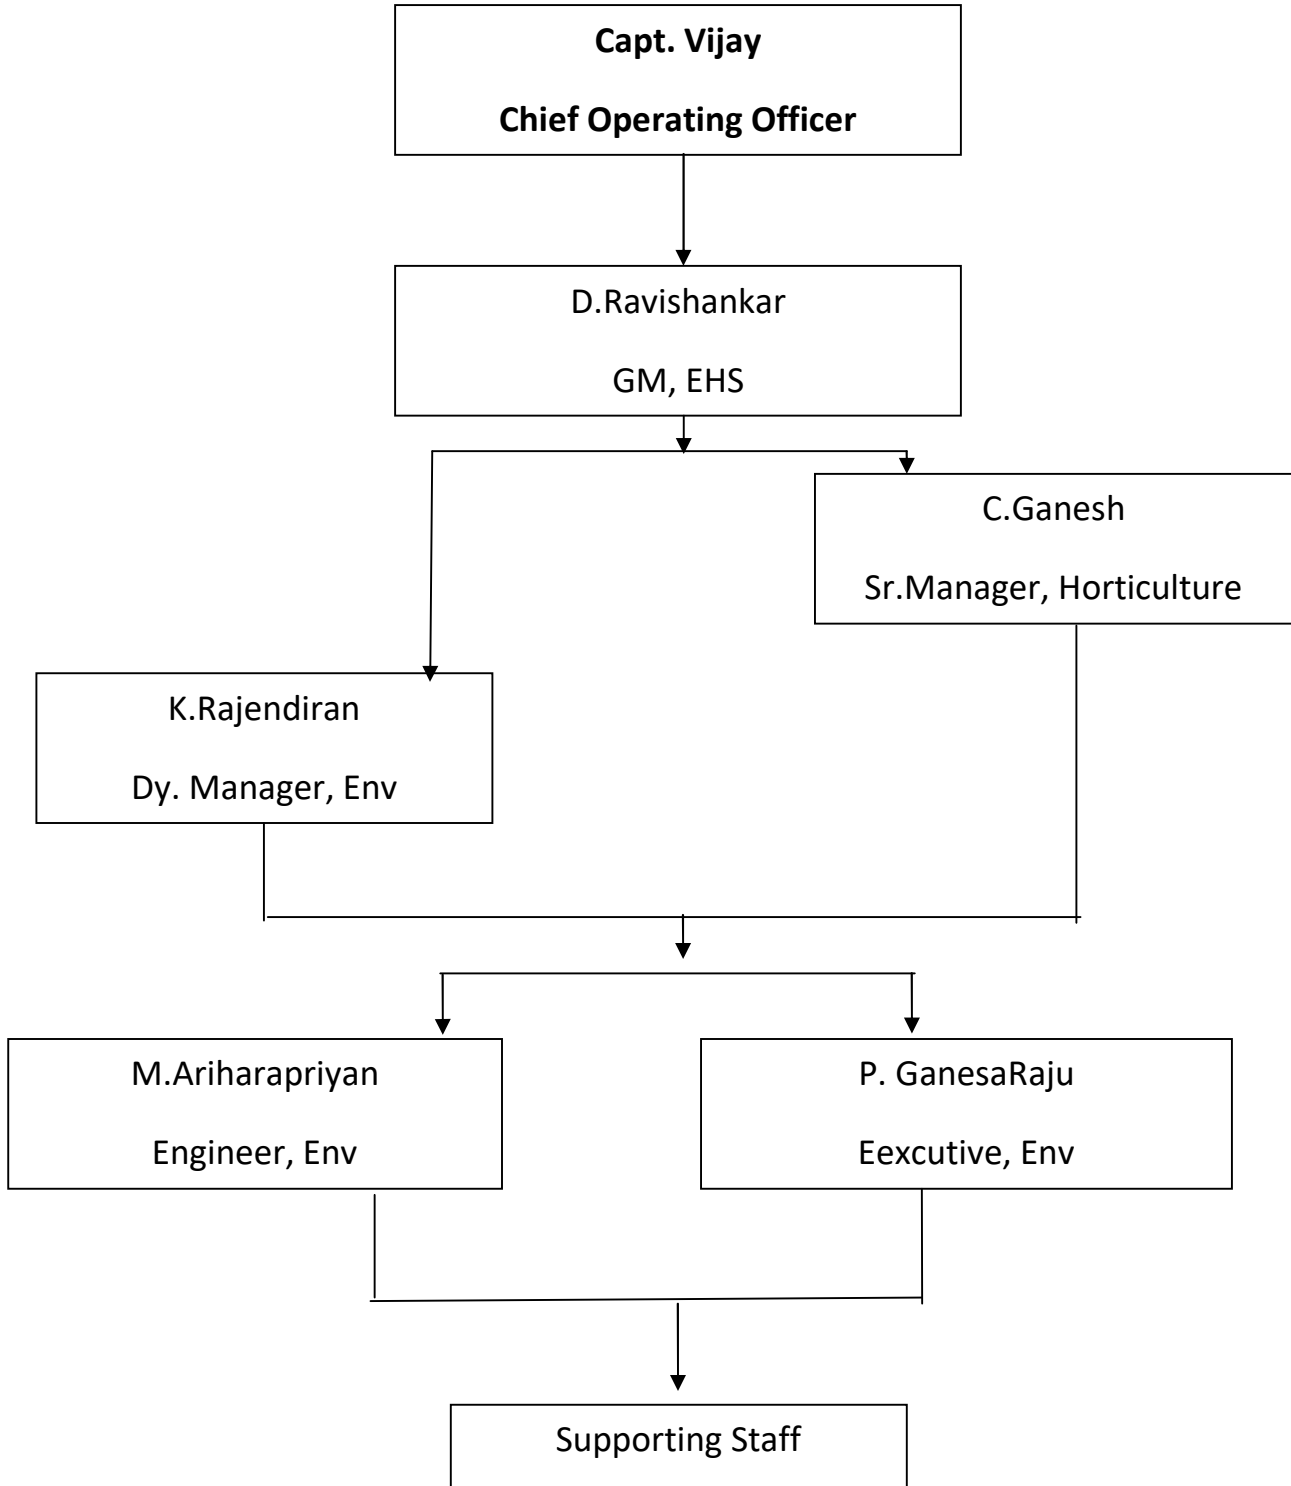 Capt. Vijay
Chief Operating Officer
D.Ravishankar
GM, EHS
C.Ganesh
Sr.Manager, Horticulture
K.Rajendiran
Dy. Manager, Env
M.Ariharapriyan
Engineer, Env
P. GanesaRaju
Eexcutive, Env
Supporting Staff